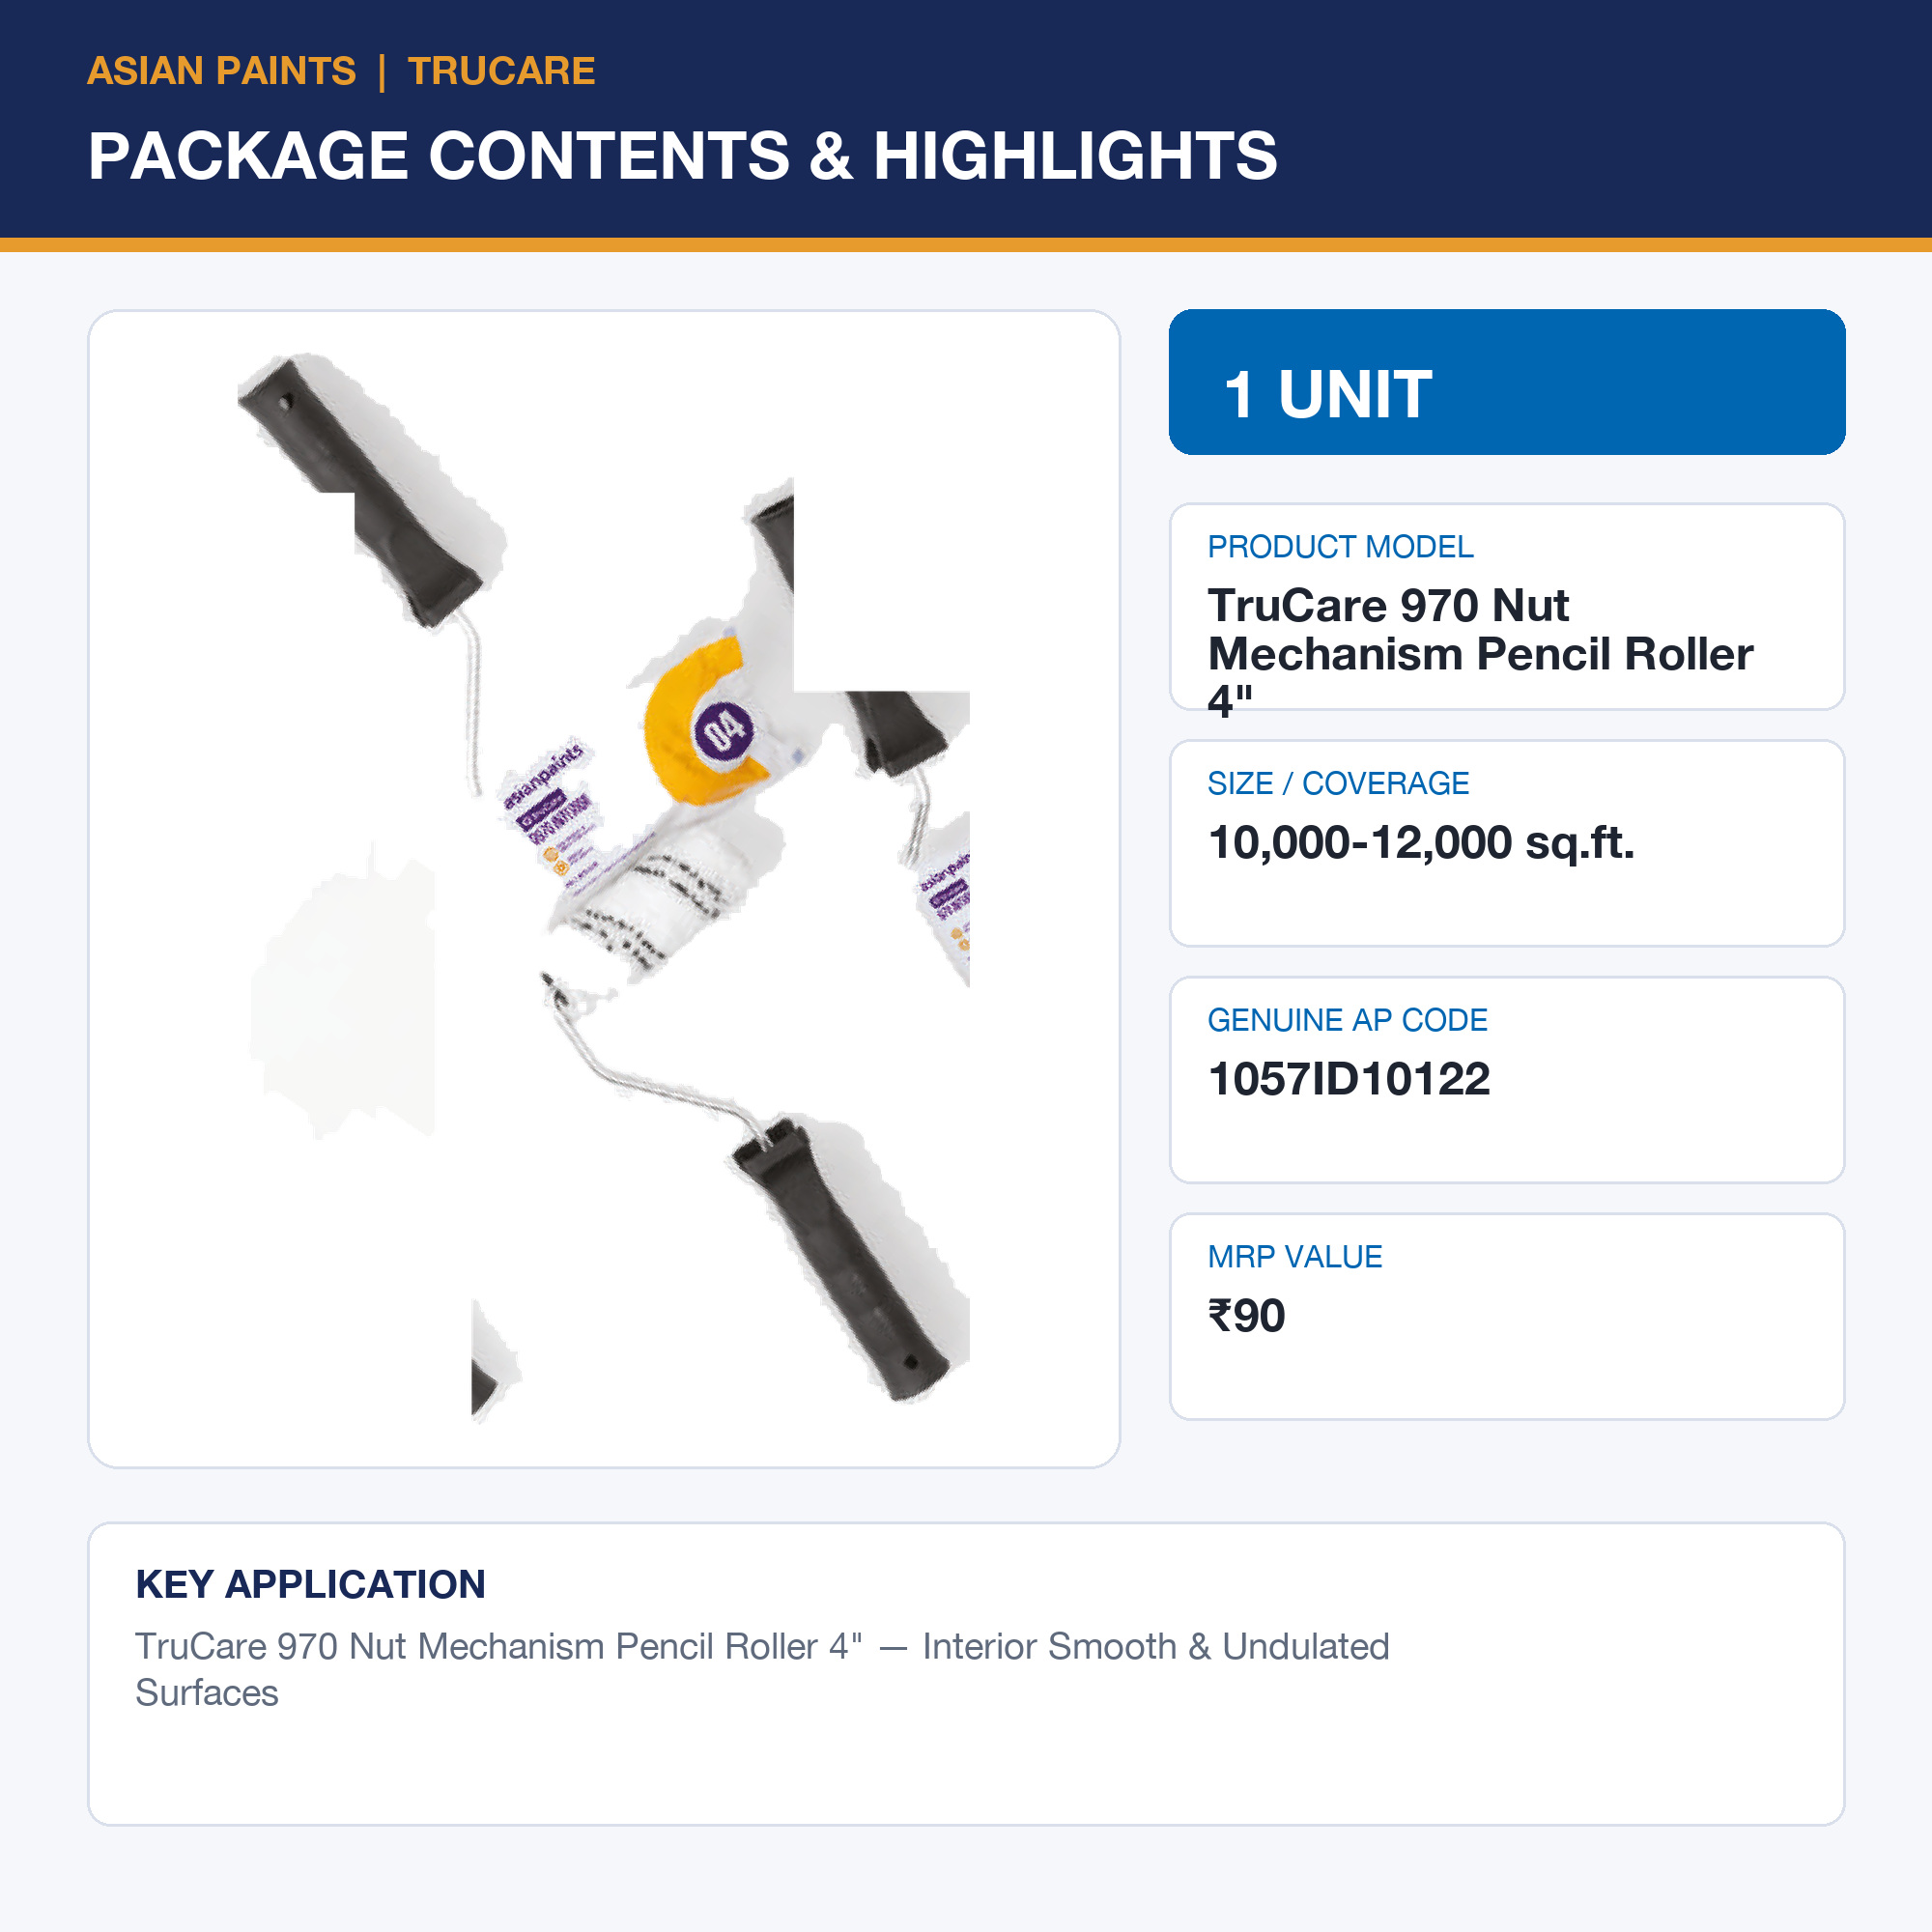 ASIAN PAINTS | TRUCARE
PACKAGE CONTENTS & HIGHLIGHTS
04
asianpaints
1 UNIT
PRODUCT MODEL
TruCare 970 Nut
Mechanism Pencil Roller
4"
SIZE / COVERAGE
10,000-12,000 sq.ft.
GENUINE AP CODE
1057ID10122
MRP VALUE
₹90
KEY APPLICATION
TruCare 970 Nut Mechanism Pencil Roller 4" — Interior Smooth & Undulated
Surfaces